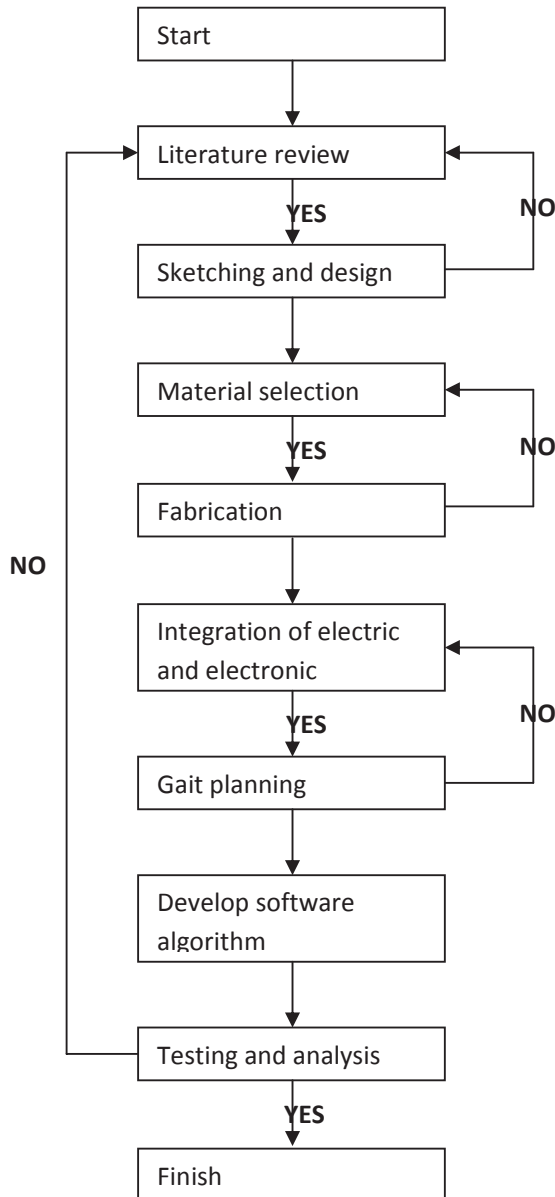 Start
Literature review
YES
NO
Sketching and design
Material selection
YES
NO
Fabrication
NO
Integration of electric
and electronic
YES
NO
Gait planning
Develop software
algorithm
Testing and analysis
YES
Finish